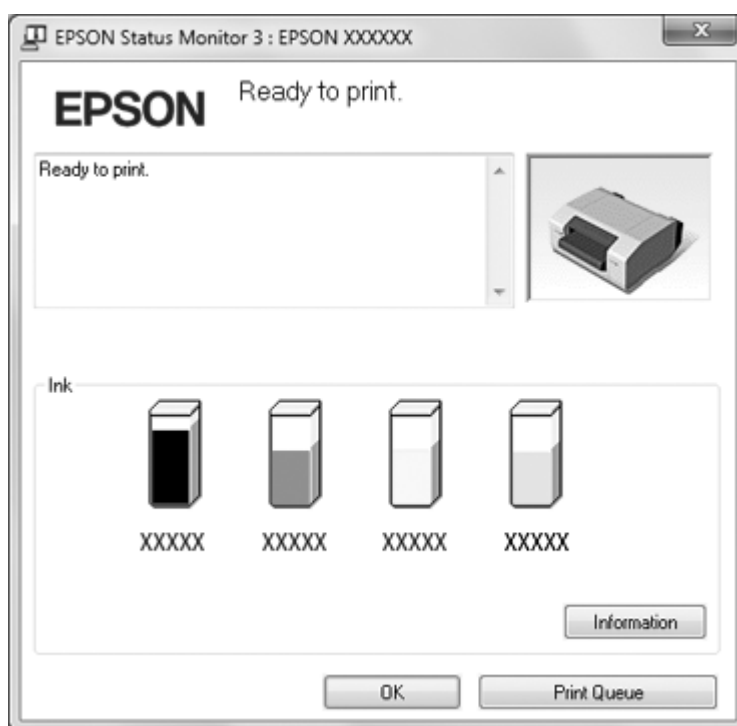 EPSON Status Monitor 3 : EPSON XXXXXX
EPSON
Ready to print.
Ready to print.
Ink
XXXXX XXXXX XXXXX XXXXX
Information
OK Print Queue